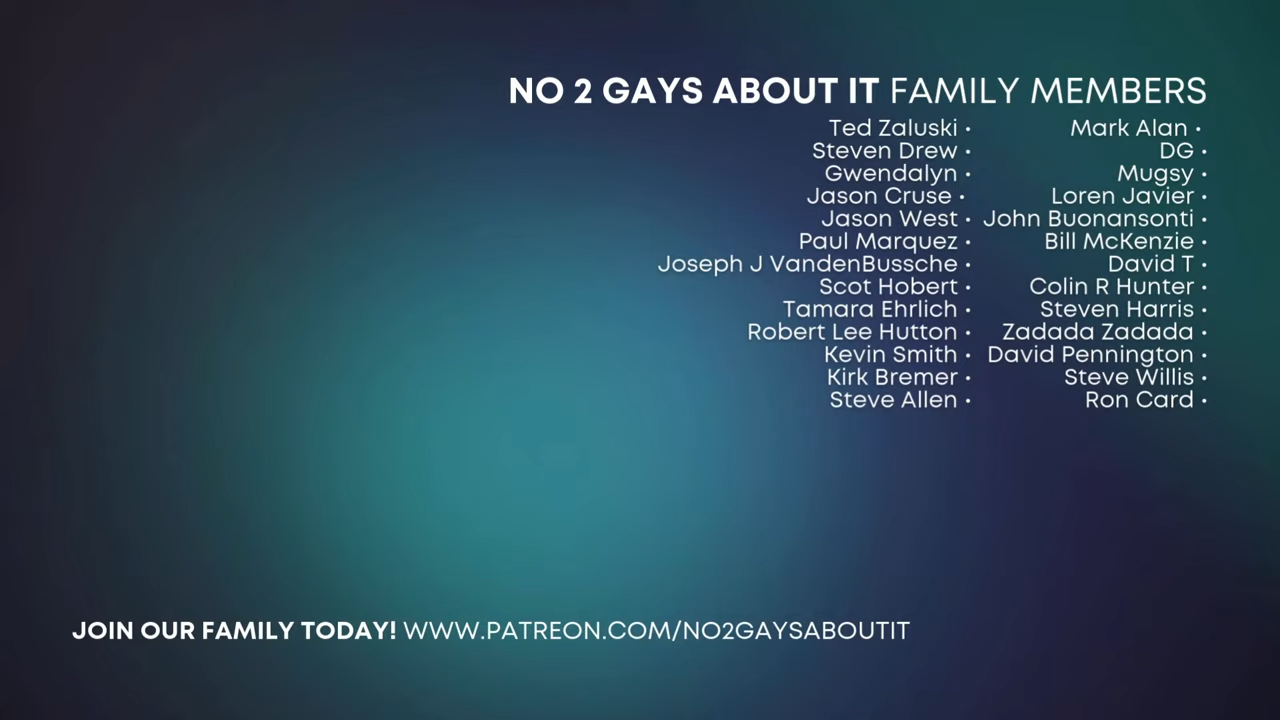 NO 2 GAYS ABOUT IT FAMILY MEMBERS
Ted Zaluski •
Steven Drew •
Gwendalyn •
Jason Cruse •
Jason West •
Paul Marquez •
Joseph J VandenBussche •
Scot Hobert •
Tamara Ehrlich •
Robert Lee Hutton •
Kevin Smith •
Kirk Bremer •
Steve Allen •
Mark Alan •
DG •
Mugsy •
Loren Javier •
John Buonansonti •
Bill McKenzie •
David T •
Colin R Hunter •
Steven Harris •
Zadada Zadada •
David Pennington •
Steve Willis •
Ron Card •
JOIN OUR FAMILY TODAY! WWW.PATREON.COM/NO2GAYSABOUTIT